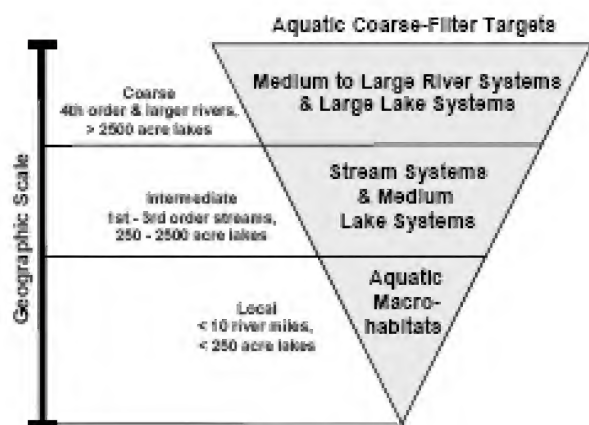 Aquatic Coarse-Filter Targets
Coarse
4th order & larger rivers,
> 2500 acre lakes
Medium to Large River Systems
& Large Lake Systems
Intermediate
1st - 3rd order streams,
250 - 2500 acre lakes
Stream Systems
& Medium
Lake Systems
Local
< 10 river miles,
< 250 acre lakes
Aquatic
Macro-
habitats
Geographic Scale